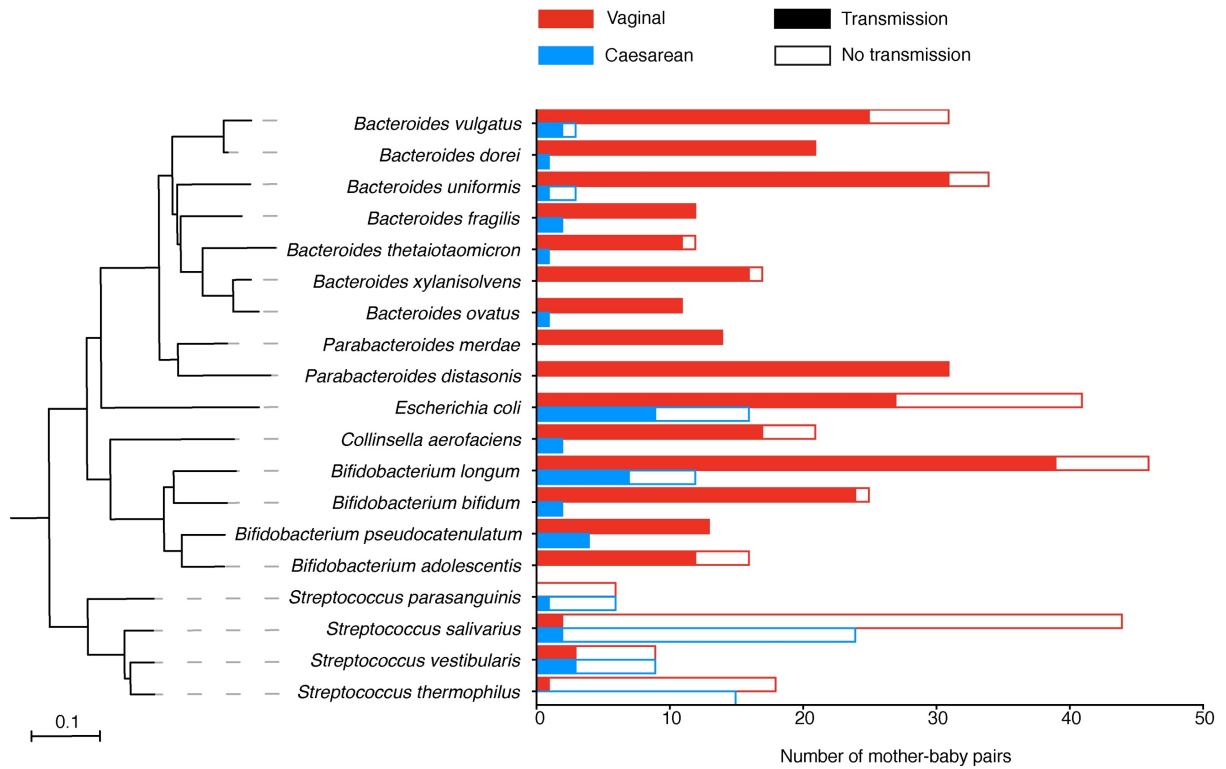 Vaginal
Transmission
Caesarean
No transmission
Bacteroides vulgatus
Bacteroides dorei
Bacteroides uniformis
Bacteroides fragilis
Bacteroides thetaiotaomicron
Bacteroides xylanisolvens
Bacteroides ovatus
Parabacteroides merdae
Parabacteroides distasonis
Escherichia coli
Collinsella aerofaciens
Bifidobacterium longum
Bifidobacterium bifidum
Bifidobacterium pseudocatenulatum
Bifidobacterium adolescentis
Streptococcus parasanguinis
Streptococcus salivarius
Streptococcus vestibularis
Streptococcus thermophilus
0.1
0 10 20 30 40 50
Number of mother-baby pairs